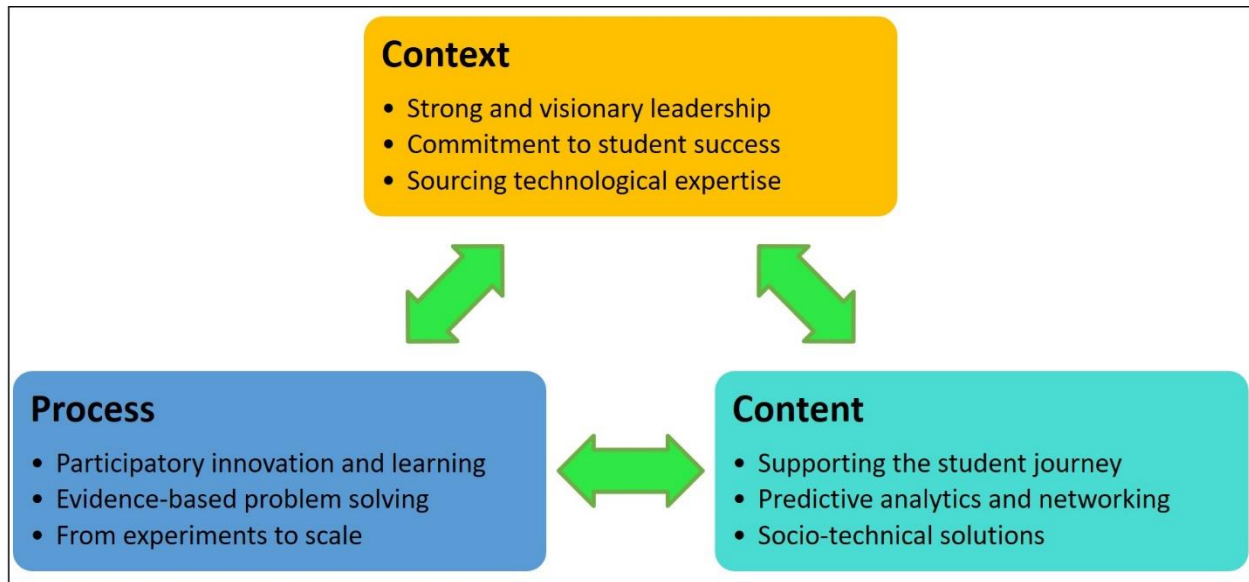 Context
• Strong and visionary leadership
• Commitment to student success
• Sourcing technological expertise
Process
• Participatory innovation and learning
• Evidence-based problem solving
• From experiments to scale
Content
• Supporting the student journey
• Predictive analytics and networking
• Socio-technical solutions